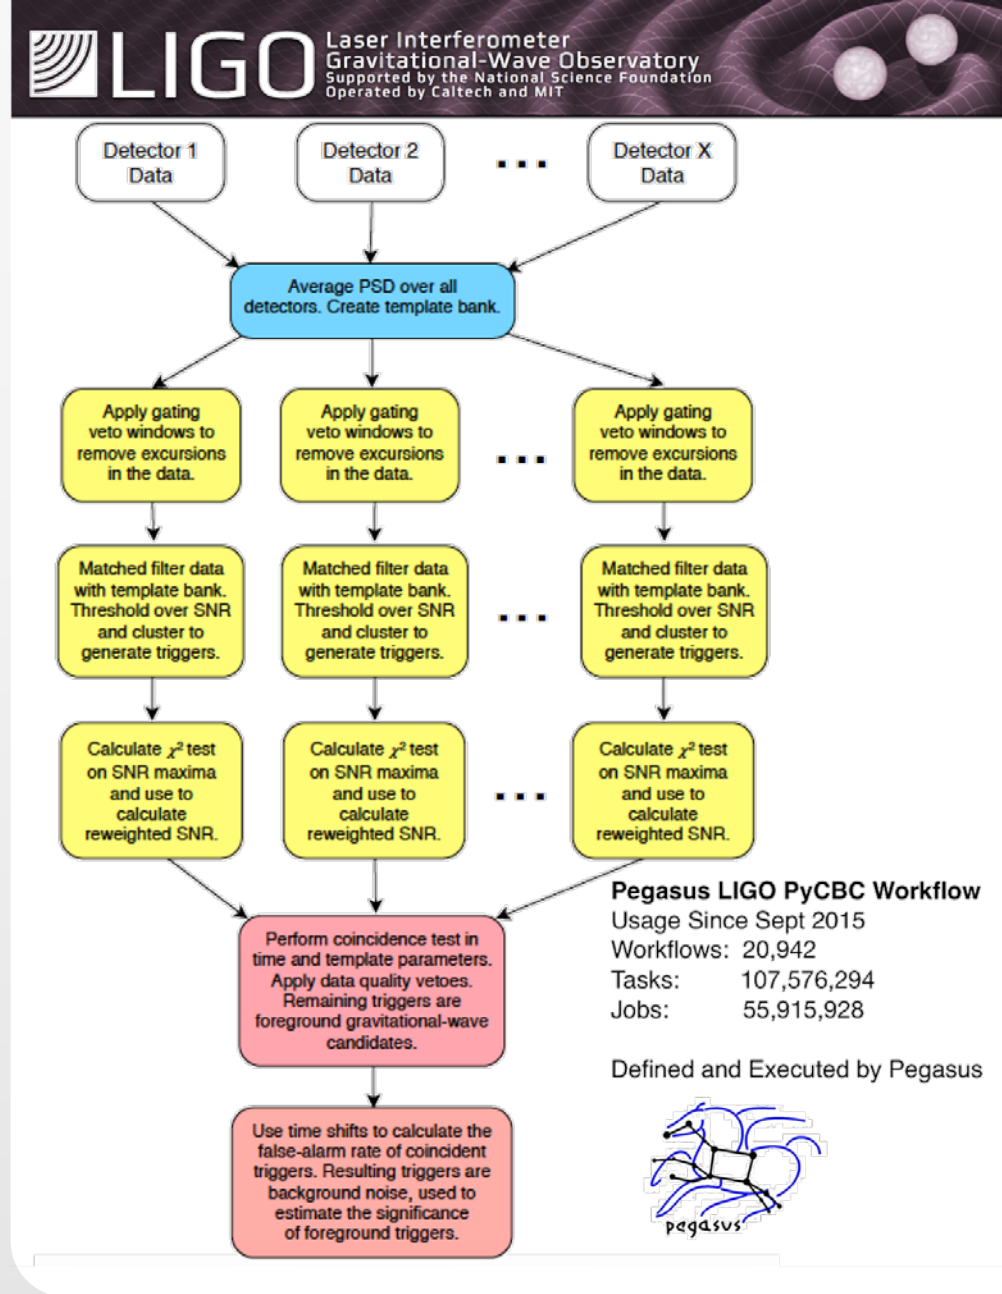 LIGO
Laser Interferometer
Gravitational-Wave Observatory
Supported by the National Science Foundation
Operated by Caltech and MIT
Detector 1
Data
Detector 2
Data
Detector X
Data
Average PSD over all
detectors. Create template bank.
Apply gating
veto windows to
remove excursions
in the data.
Apply gating
veto windows to
remove excursions
in the data.
Apply gating
veto windows to
remove excursions
in the data.
Matched filter data
with template bank.
Threshold over SNR
and cluster to
generate triggers.
Matched filter data
with template bank.
Threshold over SNR
and cluster to
generate triggers.
Matched filter data
with template bank.
Threshold over SNR
and cluster to
generate triggers.
Calculate χ² test
on SNR maxima
and use to
calculate
reweighted SNR.
Calculate χ² test
on SNR maxima
and use to
calculate
reweighted SNR.
Calculate χ² test
on SNR maxima
and use to
calculate
reweighted SNR.
Perform coincidence test in
time and template parameters.
Apply data quality vetoes.
Remaining triggers are
foreground gravitational-wave
candidates.
Use time shifts to calculate the
false-alarm rate of coincident
triggers. Resulting triggers are
background noise, used to
estimate the significance
of foreground triggers.
Pegasus LIGO PyCBC Workflow
Usage Since Sept 2015
Workflows: 20,942
Tasks: 107,576,294
Jobs: 55,915,928
Defined and Executed by Pegasus
pegasus